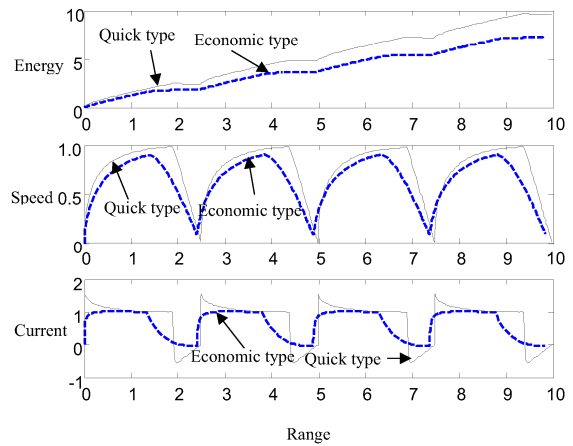 10
Quick type
Economic type
Energy
5
0
0 1 2 3 4 5 6 7 8 9 10
1.0
Speed
0.5
Quick type
Economic type
0
0 1 2 3 4 5 6 7 8 9 10
2
1
Current
0
Economic type
Quick type
-1
0 1 2 3 4 5 6 7 8 9 10
Range